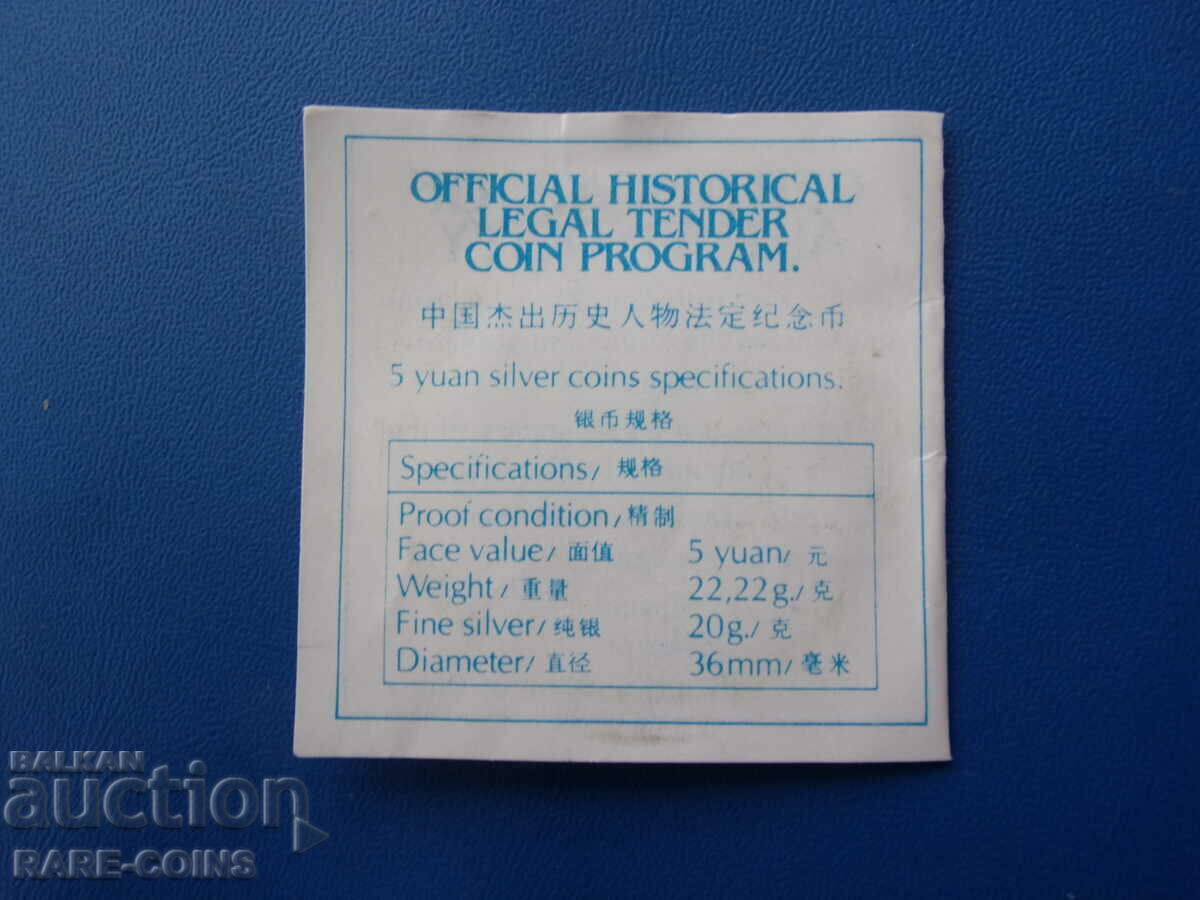 OFFICIAL HISTORICAL
LEGAL TENDER
COIN PROGRAM.
中国杰出历史人物法定纪念币
5 yuan silver coins specifications.
银币规格
Specifications/ 规格
Proof condition/精制
Face value/ 面值 5 yuan/ 元
Weight/ 重量 22,22g./ 克
Fine silver/ 纯银 20g./ 克
Diameter/ 直径 36mm/ 毫米
BALKAN
auction
RARE-COINS